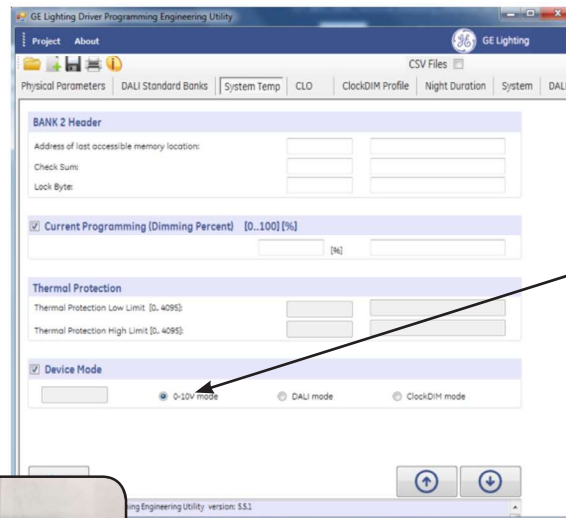 GE Lighting Driver Programming Engineering Utility
Project About
GE Lighting
CSV Files
Physical Parameters DALI Standard Banks System Temp CLO ClockDIM Profile Night Duration System DALI
BANK 2 Header
Address of last accessible memory location:
Check Sum:
Lock Byte:
Current Programming (Dimming Percent) [0..100] [%]
[%]
Thermal Protection
Thermal Protection Low Limit [0.. 4095]:
Thermal Protection High Limit [0.. 4095]:
Device Mode
0-10V mode DALI mode ClockDIM mode
ing Engineering Utility version: 5.5.1